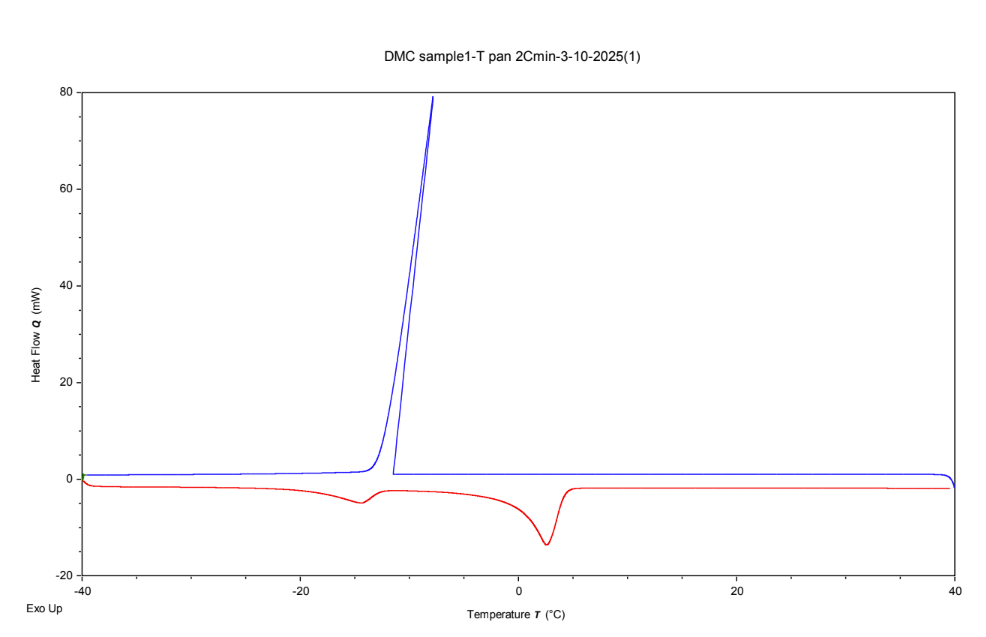 DMC sample1-T pan 2Cmin-3-10-2025(1)
80
60
40
20
0
-20
Heat Flow Q (mW)
-40
-20
0
20
40
Exo Up
Temperature T (°C)